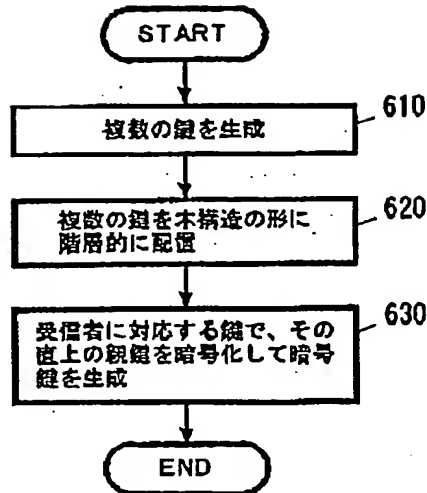 START
複数の鍵を生成
610
複数の鍵を木構造の形に
階層的に配置
620
受信者に対応する鍵で、その
直上の親鍵を暗号化して暗号
鍵を生成
630
END